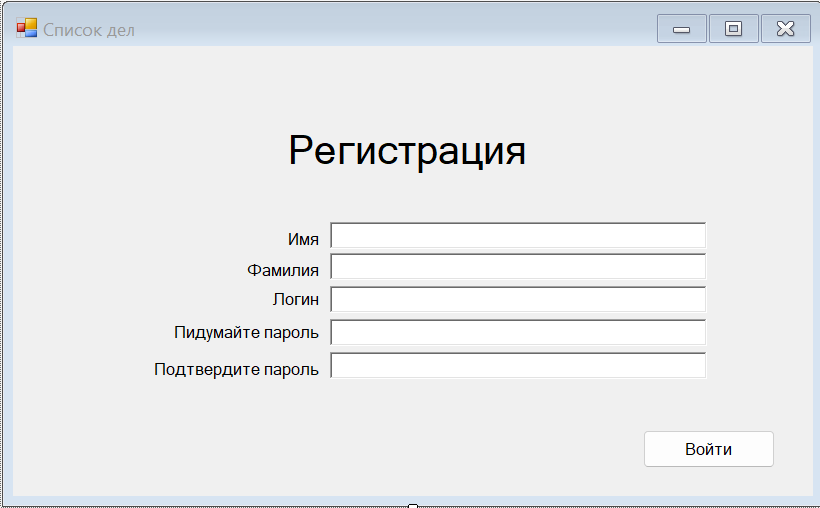 Список дел
Регистрация
Имя
Фамилия
Логин
Пидумайте пароль
Подтвердите пароль
Войти